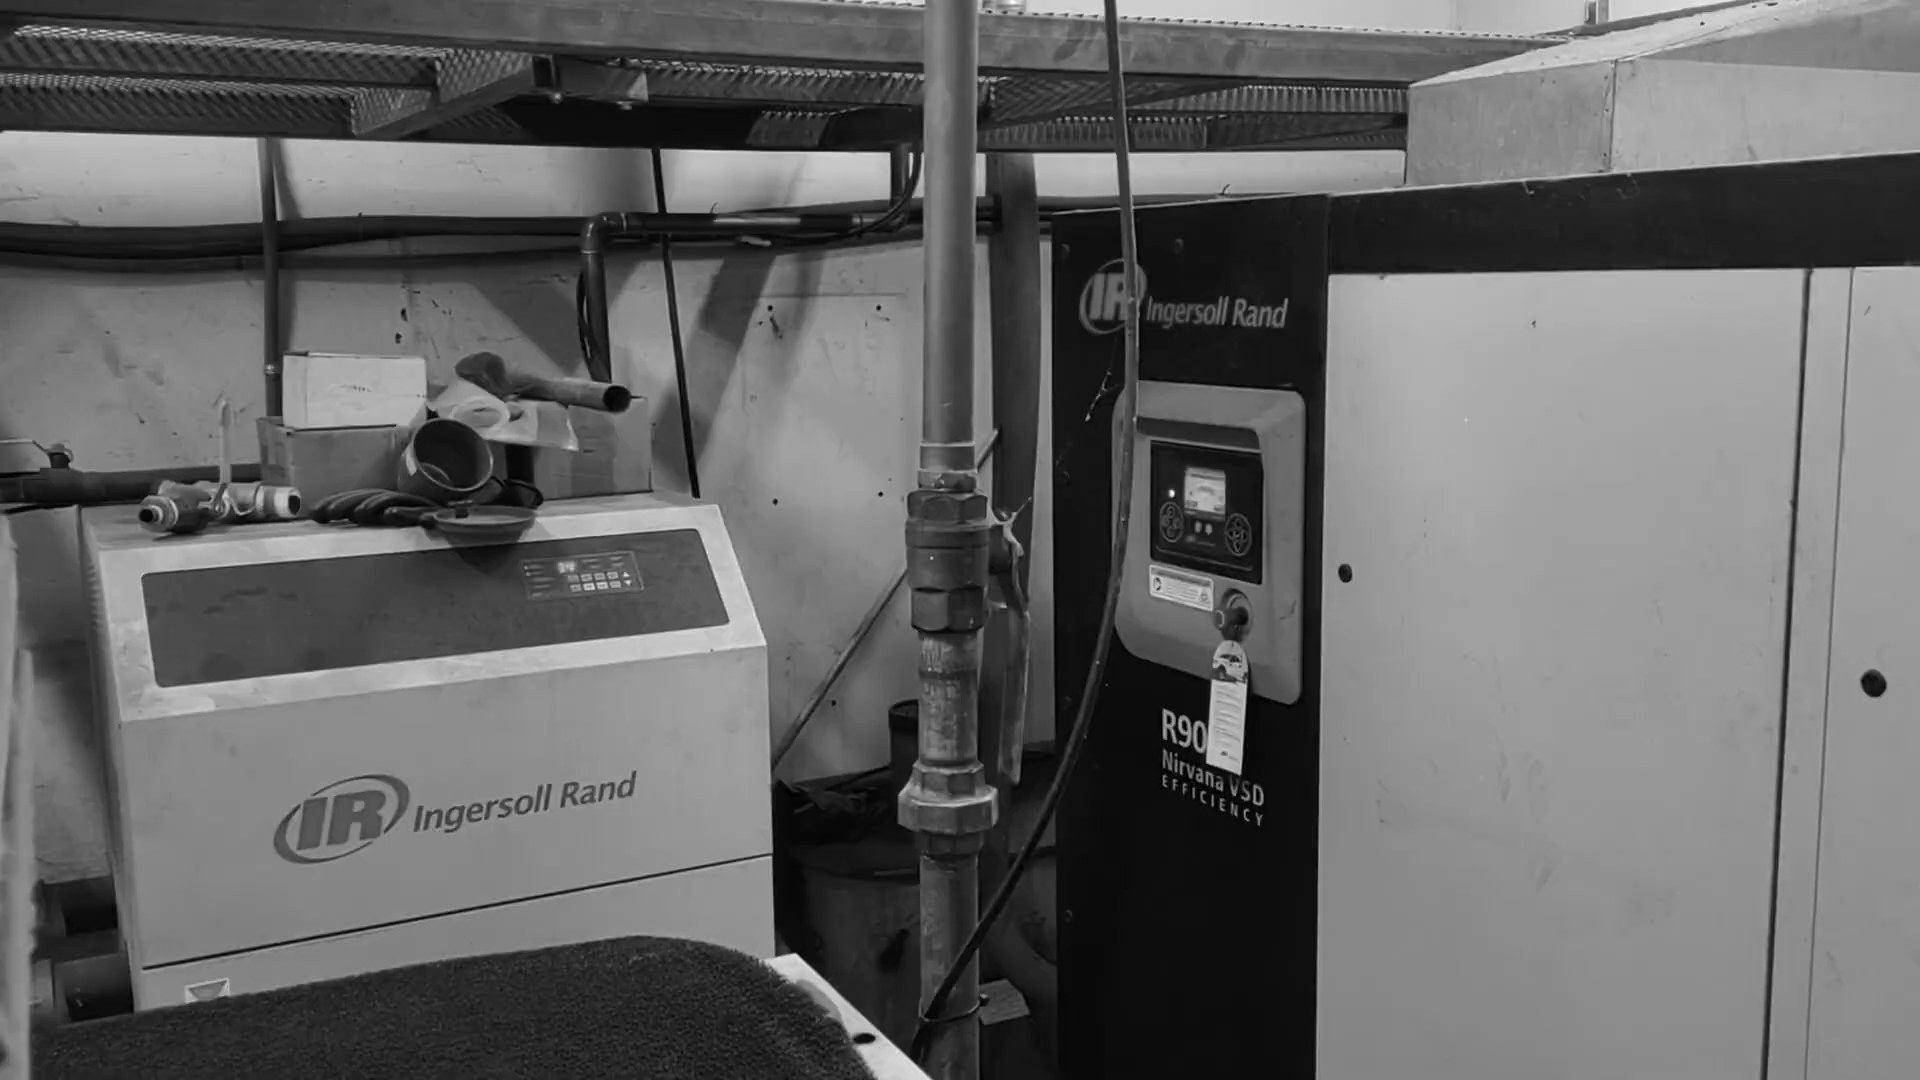 IR Ingersoll Rand
IR Ingersoll Rand
R90
Nirvana VSD
EFFICIENCY